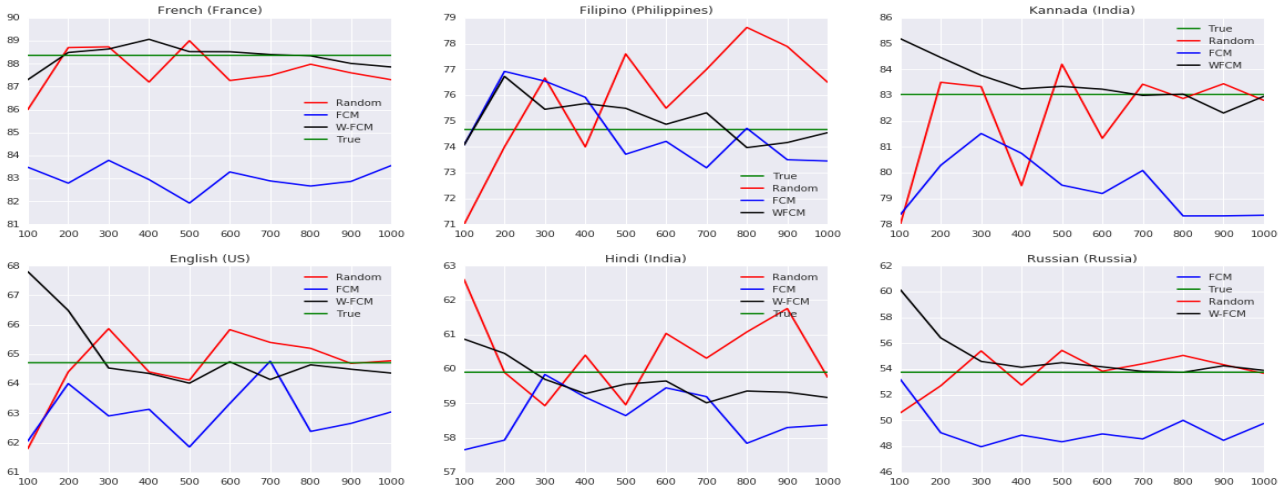 French (France)
90
89
88
87
86
85
84
83
82
81
Random
FCM
W-FCM
True
100 200 300 400 500 600 700 800 900 1000
Filipino (Philippines)
79
78
77
76
75
74
73
72
71
True
Random
FCM
WFCM
100 200 300 400 500 600 700 800 900 1000
Kannada (India)
86
85
84
83
82
81
80
79
78
True
Random
FCM
WFCM
100 200 300 400 500 600 700 800 900 1000
English (US)
68
67
66
65
64
63
62
61
Random
FCM
W-FCM
True
100 200 300 400 500 600 700 800 900 1000
Hindi (India)
63
62
61
60
59
58
57
Random
FCM
W-FCM
True
100 200 300 400 500 600 700 800 900 1000
Russian (Russia)
62
60
58
56
54
52
50
48
46
FCM
True
Random
W-FCM
100 200 300 400 500 600 700 800 900 1000